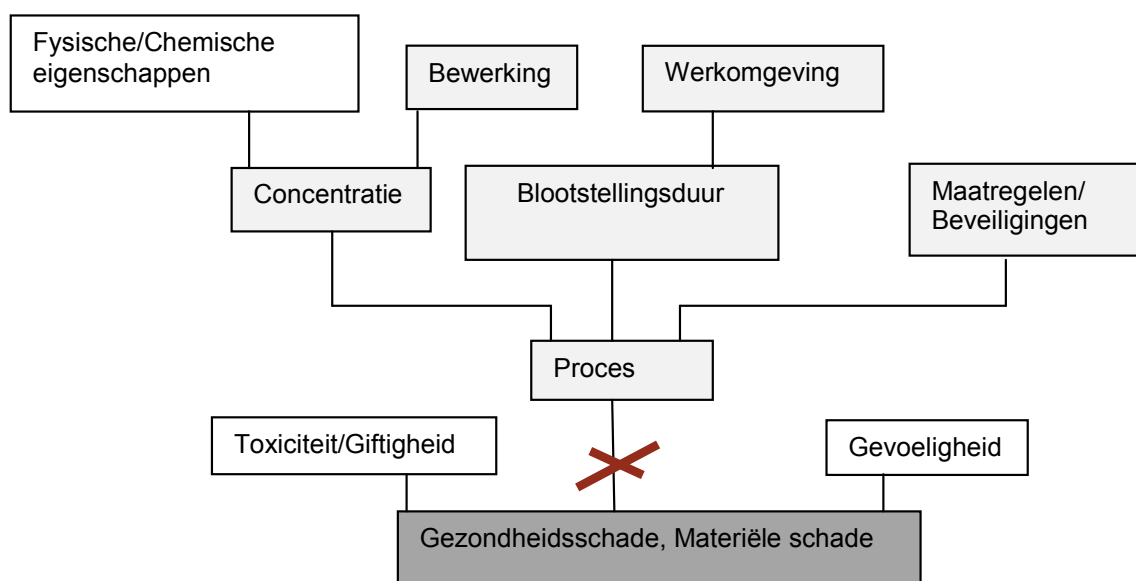 Fysische/Chemische
eigenschappen
Bewerking
Werkomgeving
Concentratie
Blootstellingsduur
Maatregelen/
Beveiligingen
Proces
Toxiciteit/Giftigheid
Gevoeligheid
Gezondheidsschade, Materiële schade